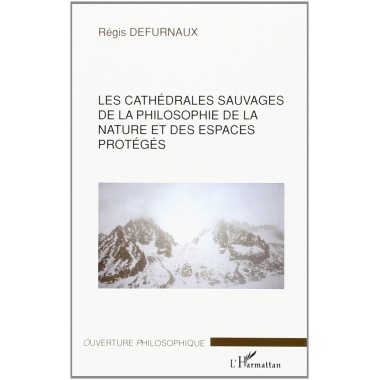 Régis DEFURNAUX
LES CATHÉDRALES SAUVAGES
DE LA PHILOSOPHIE DE LA
NATURE ET DES ESPACES
PROTÉGÉS
OUVERTURE PHILOSOPHIQUE
L'Harmattan